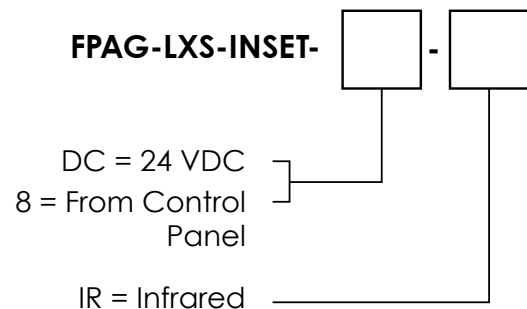 FPAG-LXS-INSET- -
DC = 24 VDC
8 = From Control
Panel
IR = Infrared